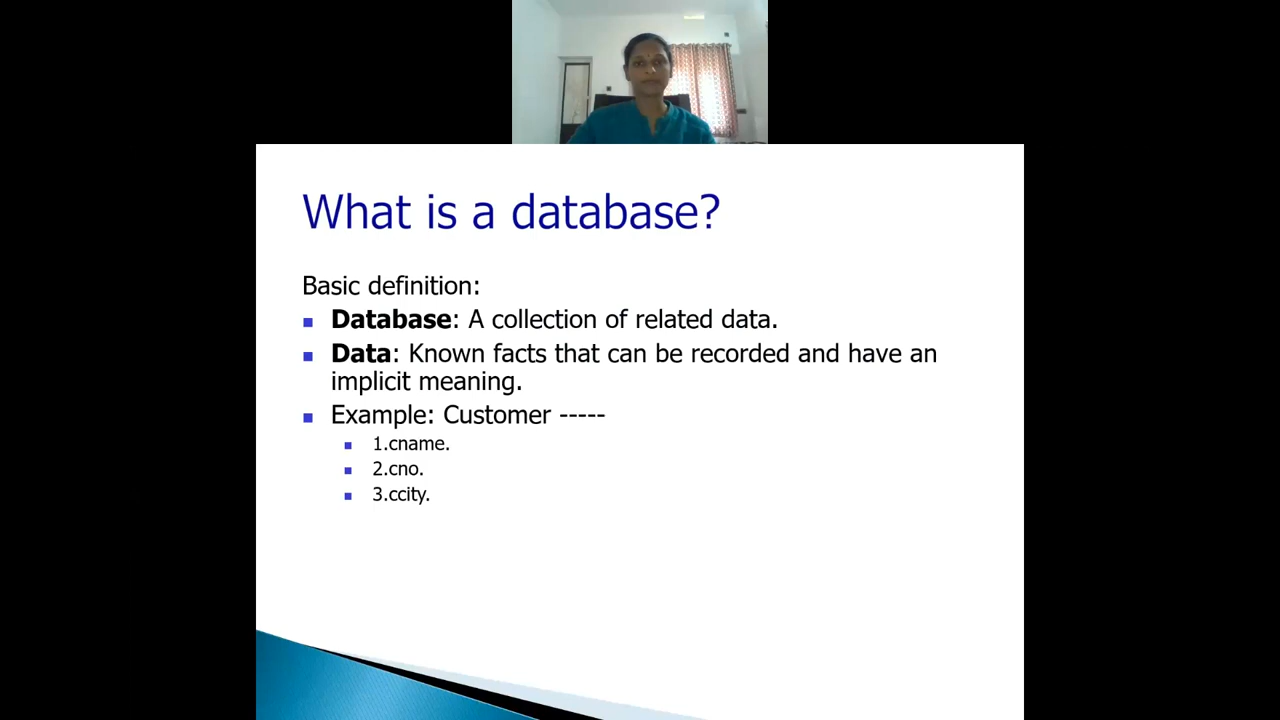 What is a database?
Basic definition:
Database: A collection of related data.
Data: Known facts that can be recorded and have an
implicit meaning.
Example: Customer -----
1.cname.
2.cno.
3.ccity.